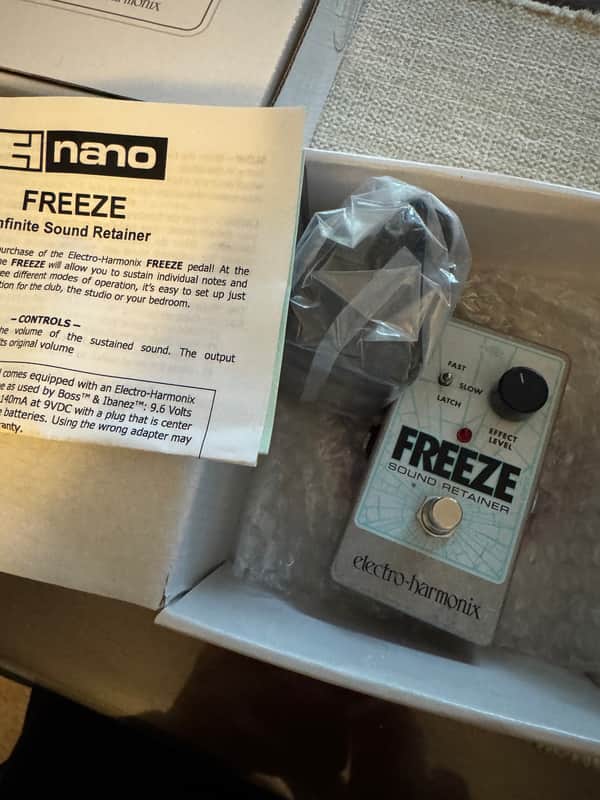 armonix
EH nano
FREEZE
nfinite Sound Retainer
urchase of the Electro-Harmonix FREEZE pedal! At the
e FREEZE will allow you to sustain individual notes and
ee different modes of operation, it's easy to set up just
tion for the club, the studio or your bedroom.
– CONTROLS –
he volume of the sustained sound. The output
ts original volume
l comes equipped with an Electro-Harmonix
e as used by Boss™ & Ibanez™: 9.6 Volts
140mA at 9VDC with a plug that is center
e batteries. Using the wrong adapter may
ranty.
FAST
SLOW
LATCH
EFFECT
LEVEL
FREEZE
SOUND RETAINER
electro-harmonix